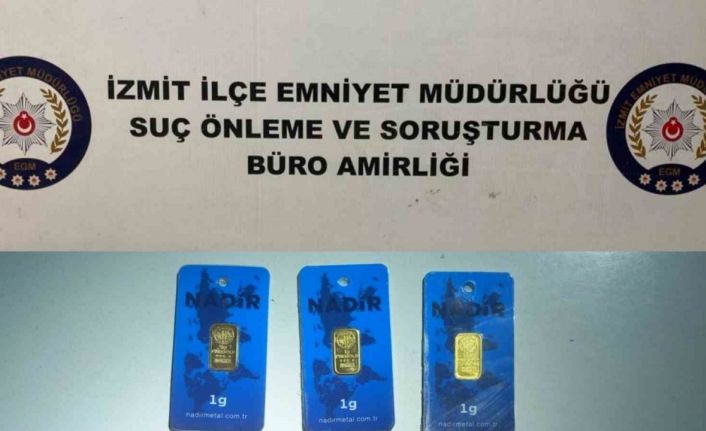 İZMİT İLÇE EMNİYET MÜDÜRLÜĞÜ
SUÇ ÖNLEME VE SORUŞTURMA
BÜRO AMİRLİĞİ
EMNİYET MÜDÜRLÜĞÜ
EGM
İZMİT EMNİYET
EGM
NADİR
1g
nadirmetal.com.tr
NADİR
1g
nadirmetal.com.tr
NADİR
1g
nadirmetal.com.tr